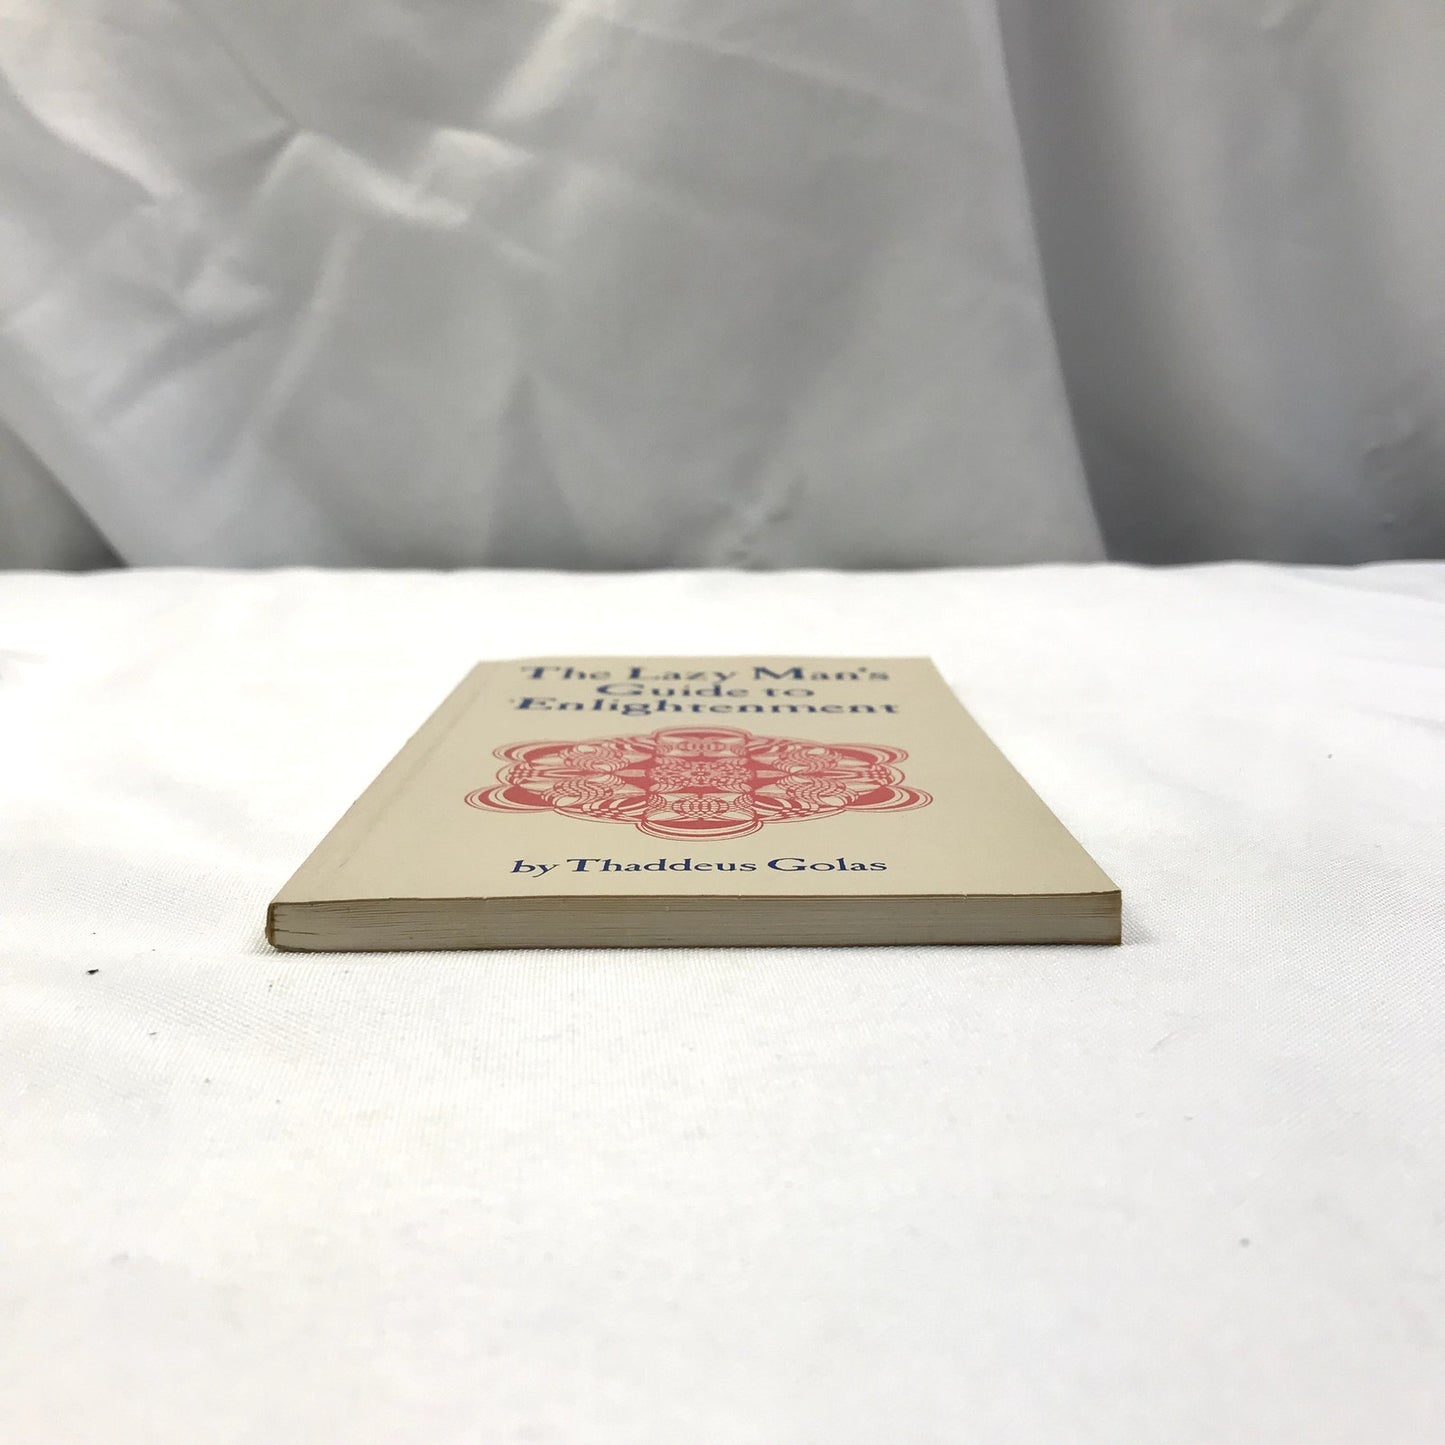 The Lazy Man's
Guide to
Enlightenment
by Thaddeus Golas